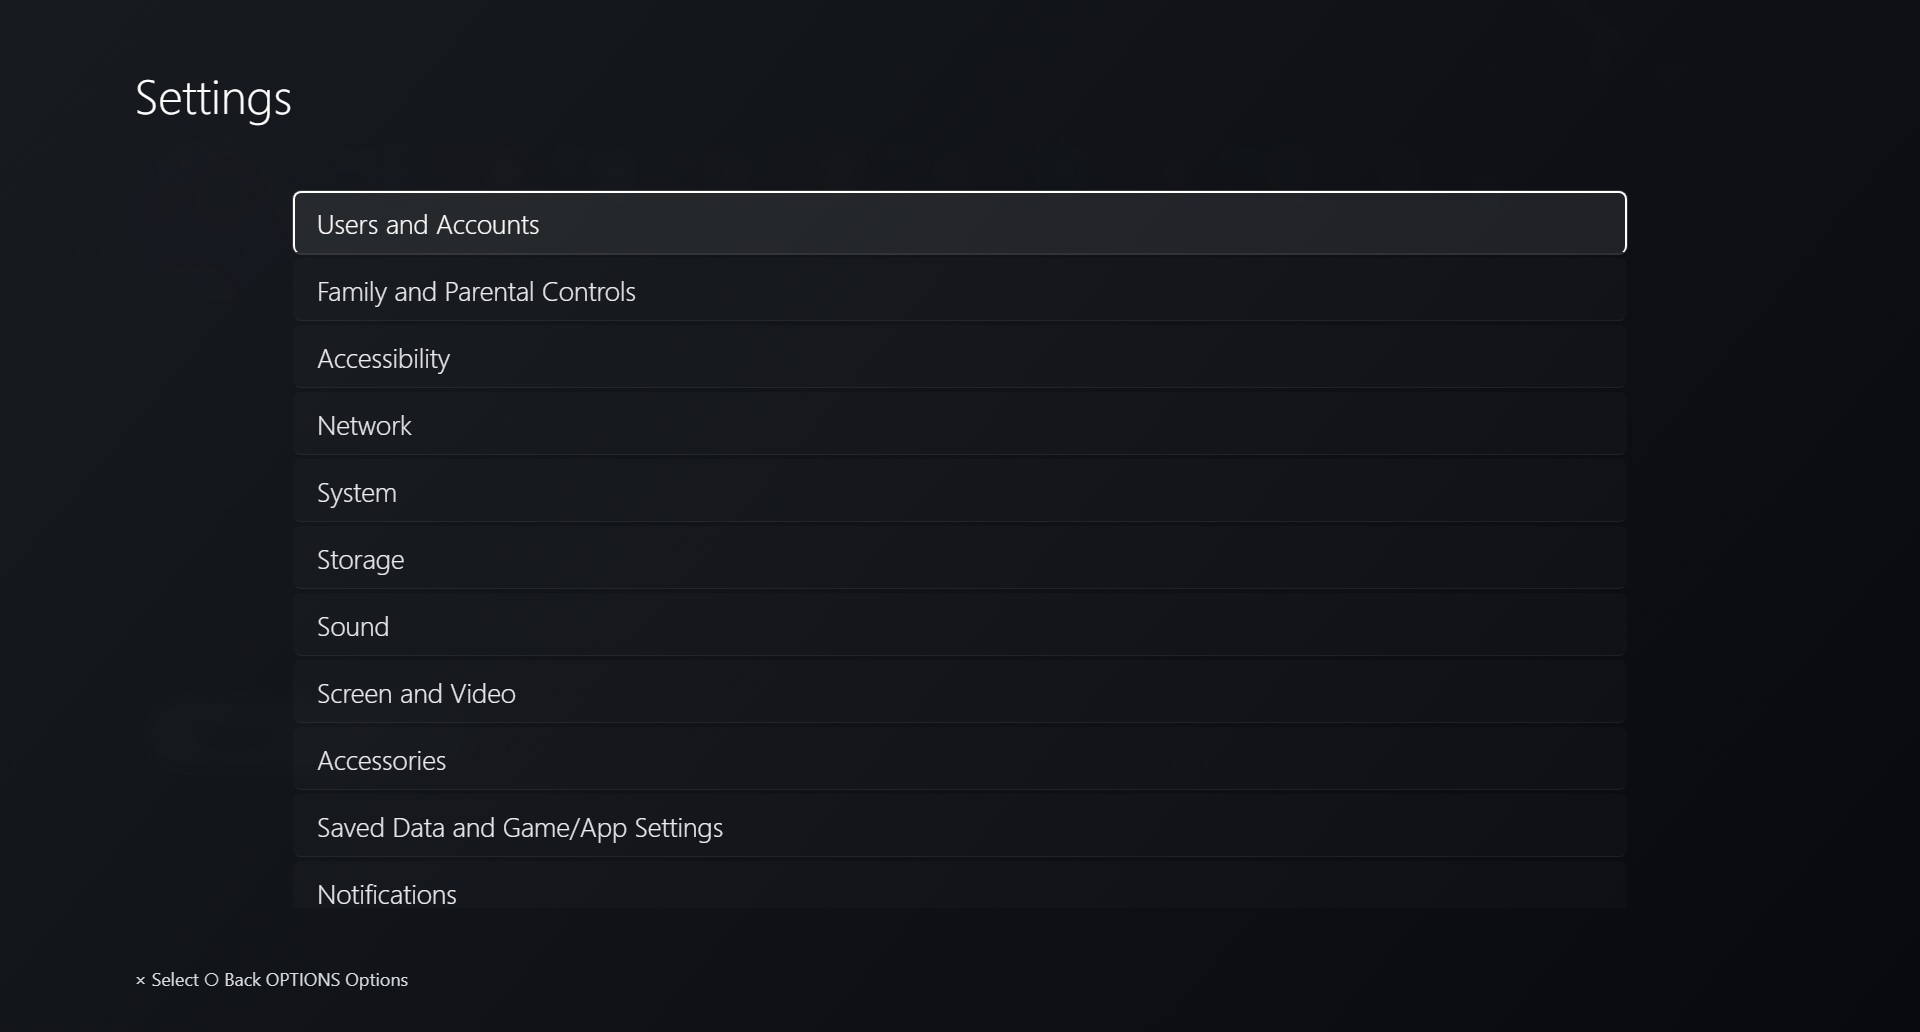 Settings
Users and Accounts
Family and Parental Controls
Accessibility
Network
System
Storage
Sound
Screen and Video
Accessories
Saved Data and Game/App Settings
Notifications
× Select ○ Back OPTIONS Options